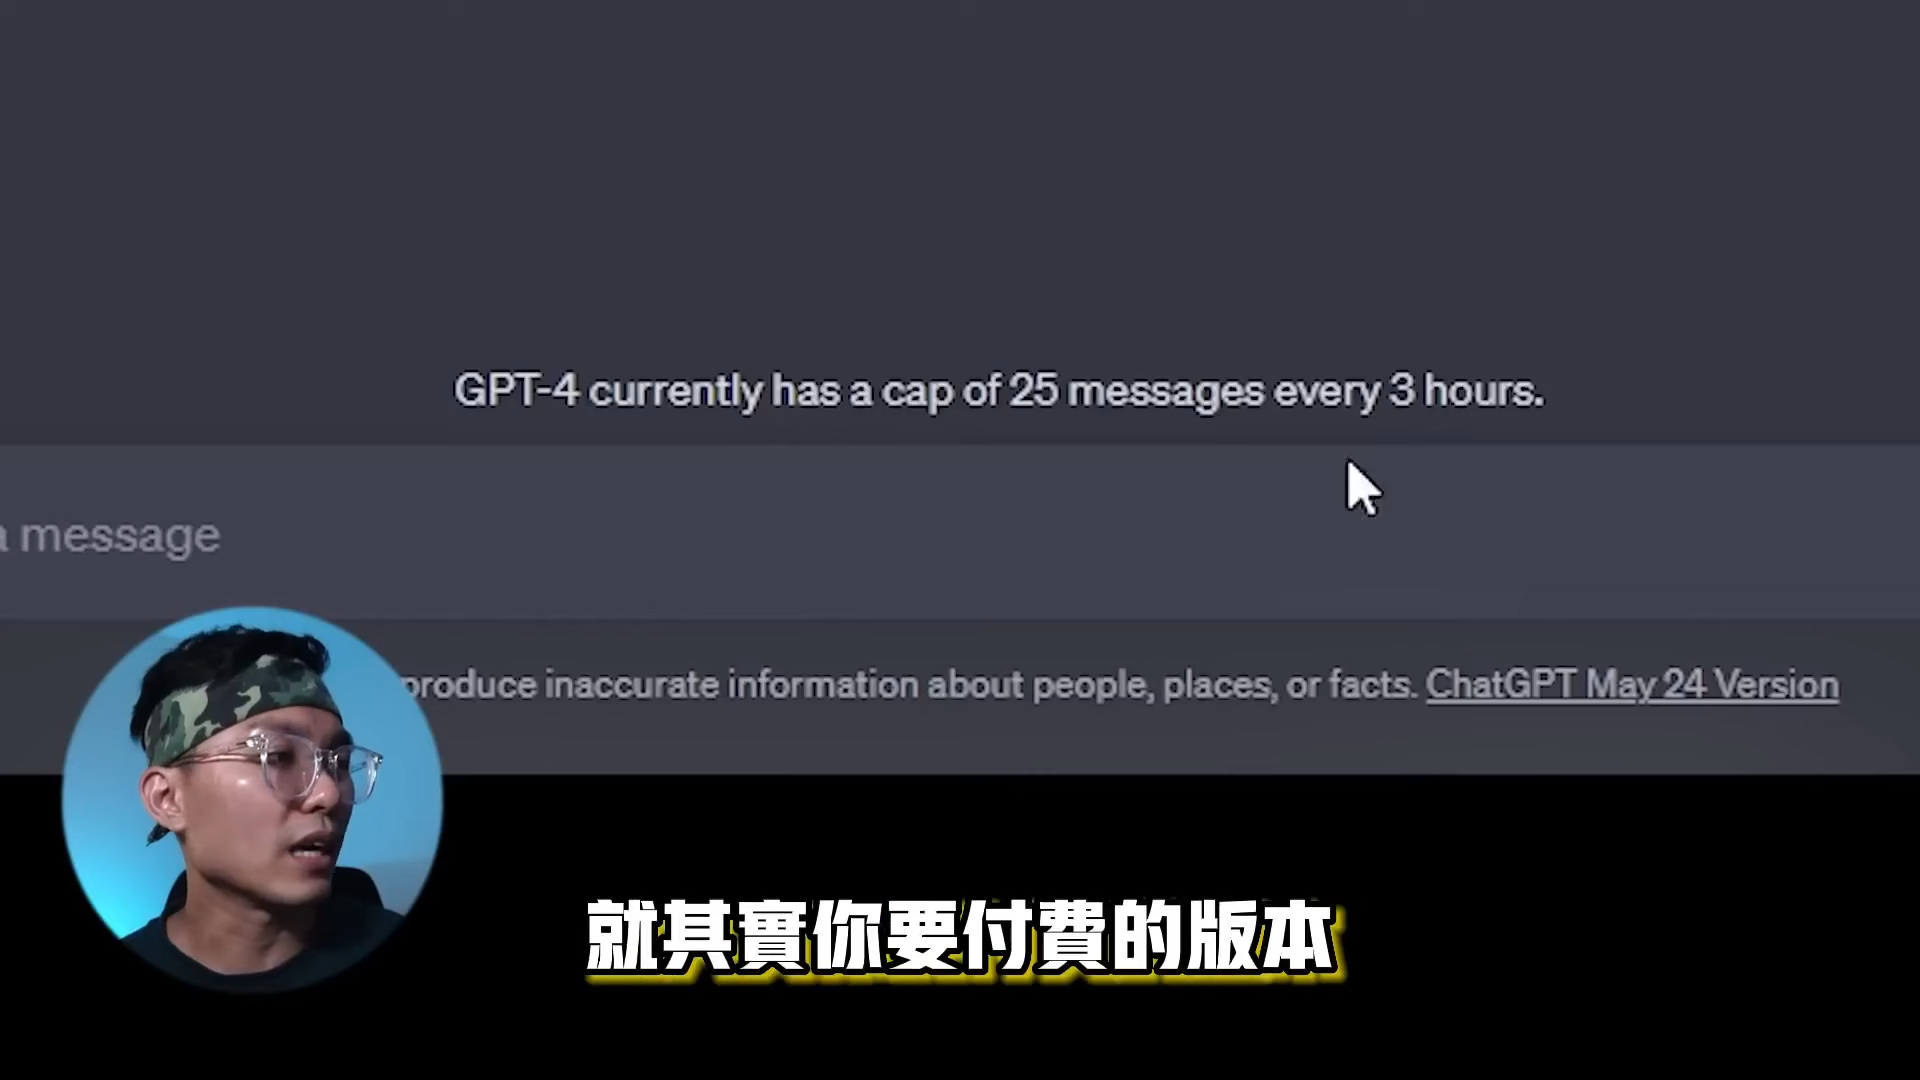 GPT-4 currently has a cap of 25 messages every 3 hours.
a message
produce inaccurate information about people, places, or facts. ChatGPT May 24 Version
就其實你要付費的版本